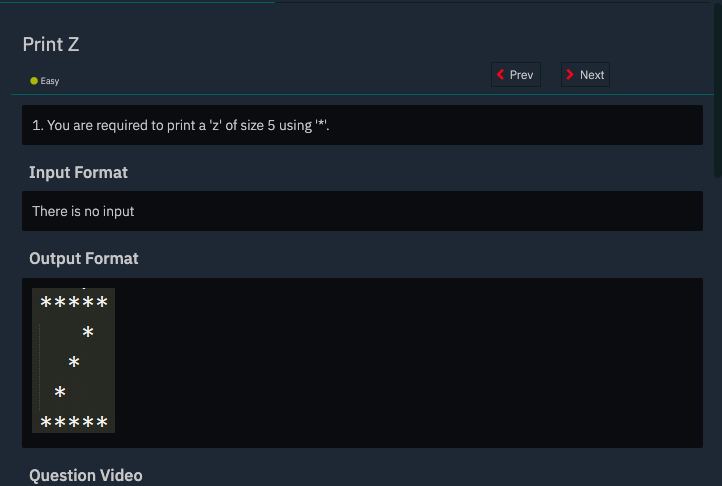 Print Z
Easy
Prev
Next
1. You are required to print a 'z' of size 5 using '*'.
Input Format
There is no input
Output Format
*****
   *
  *
 *
*****
Question Video